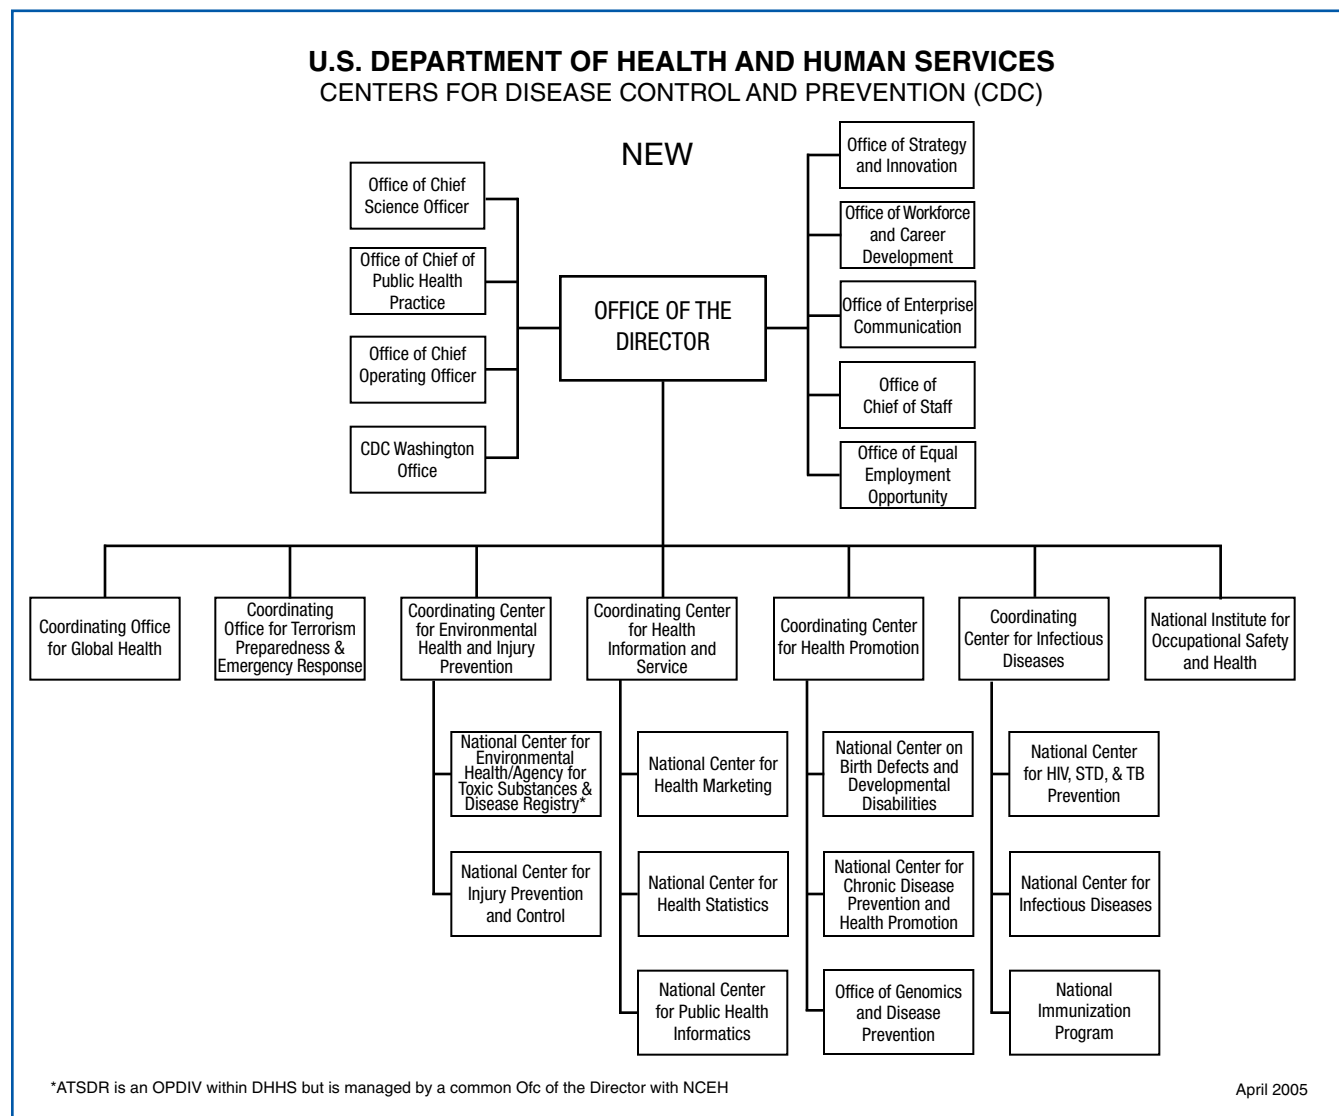 U.S. DEPARTMENT OF HEALTH AND HUMAN SERVICES
CENTERS FOR DISEASE CONTROL AND PREVENTION (CDC)
NEW
Office of Chief
Science Officer
Office of Chief of
Public Health
Practice
Office of Chief
Operating Officer
CDC Washington
Office
OFFICE OF THE
DIRECTOR
Office of Strategy
and Innovation
Office of Workforce
and Career
Development
Office of Enterprise
Communication
Office of
Chief of Staff
Office of Equal
Employment
Opportunity
Coordinating Office
for Global Health
Coordinating
Office for Terrorism
Preparedness &
Emergency Response
Coordinating Center
for Environmental
Health and Injury
Prevention
Coordinating Center
for Health
Information and
Service
Coordinating Center
for Health Promotion
Coordinating
Center for Infectious
Diseases
National Institute for
Occupational Safety
and Health
National Center for
Environmental
Health/Agency for
Toxic Substances &
Disease Registry*
National Center for
Injury Prevention
and Control
National Center for
Health Marketing
National Center for
Health Statistics
National Center
for Public Health
Informatics
National Center on
Birth Defects and
Developmental
Disabilities
National Center for
Chronic Disease
Prevention and
Health Promotion
Office of Genomics
and Disease
Prevention
National Center
for HIV, STD, & TB
Prevention
National Center for
Infectious Diseases
National
Immunization
Program
*ATSDR is an OPDIV within DHHS but is managed by a common Ofc of the Director with NCEH
April 2005